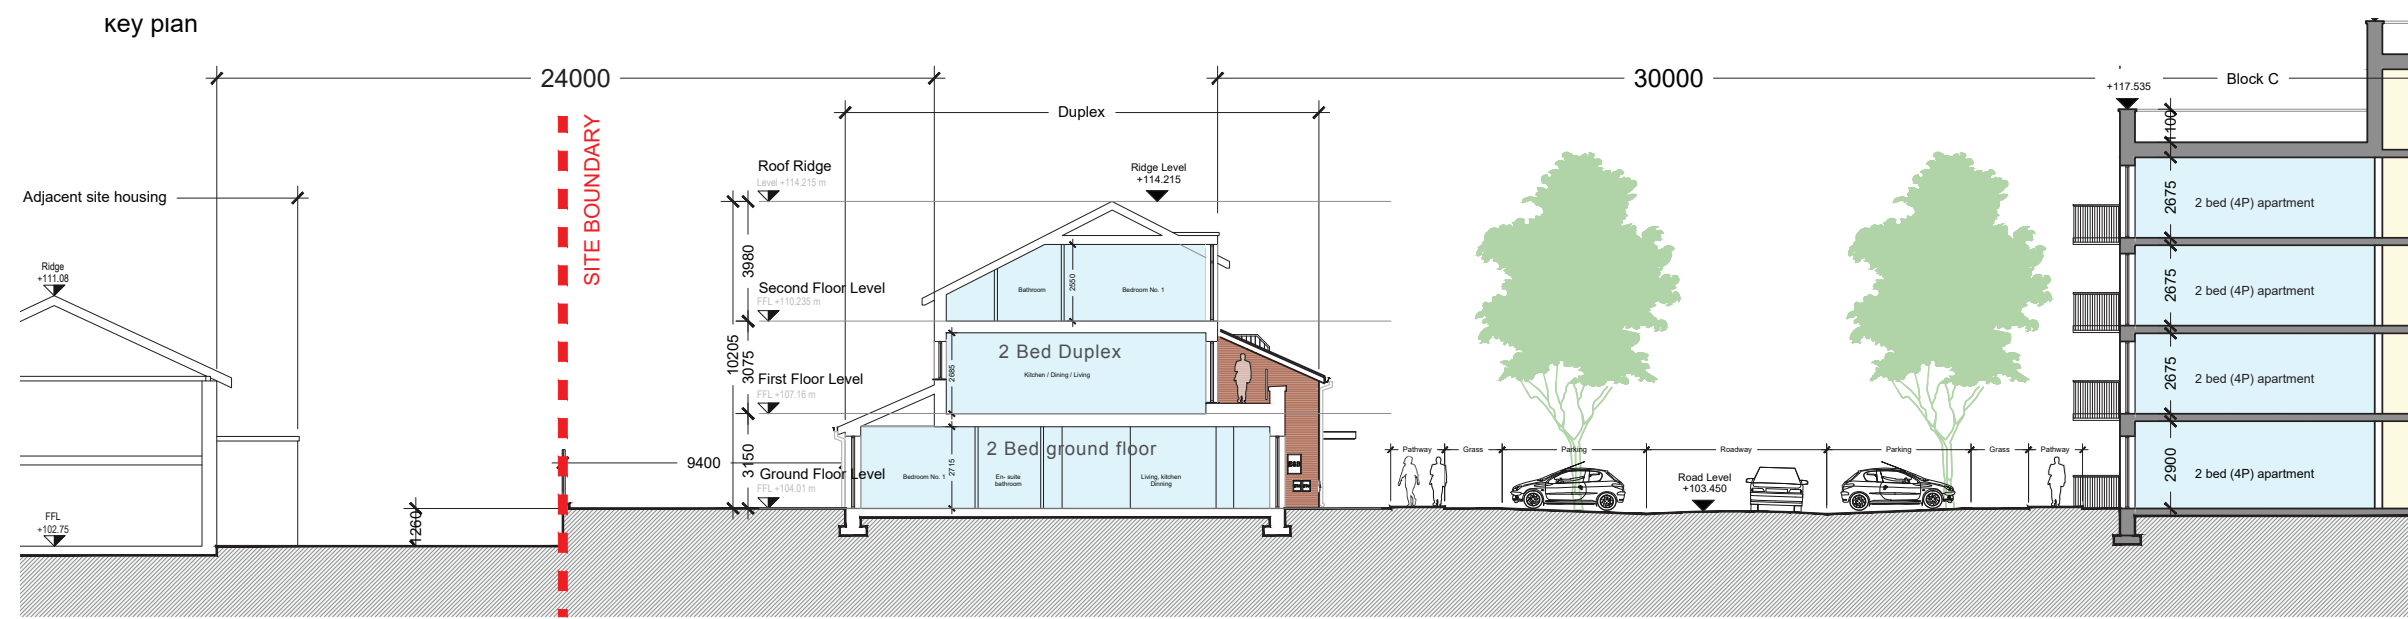 key plan
24000
30000
Block C
+117.535
1100
Duplex
SITE BOUNDARY
Adjacent site housing
Roof Ridge
Level +114.215 m
Ridge Level
+114.215
Ridge
+111.08
3980
10205
3075
3150
Second Floor Level
FFL +110.235 m
Bathroom
2550
Bedroom No. 1
2 Bed Duplex
Kitchen / Dining / Living
2685
First Floor Level
FFL +107.16 m
2 Bed ground floor
9400
Ground Floor Level
FFL +104.01 m
Bedroom No. 1
2715
En- suite
bathroom
Living, kitchen
Dinning
FFL
+102.75
1260
Pathway
Grass
Parking
Roadway
Parking
Grass
Pathway
Road Level
+103.450
2675
2 bed (4P) apartment
2675
2 bed (4P) apartment
2675
2 bed (4P) apartment
2900
2 bed (4P) apartment